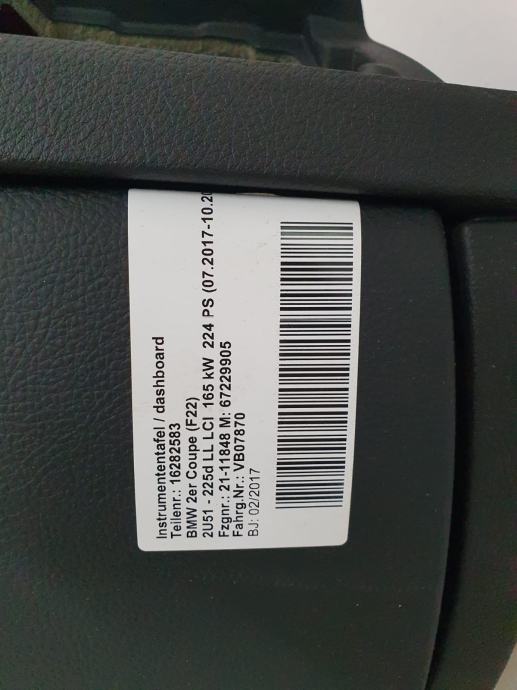 Instrumententafel / dashboard
Teilenr.: 16282583
BMW 2er Coupe (F22)
2U51 - 225d LL LCI 165 kW 224 PS (07.2017-10.20
Fzgnr.: 21-11848 M: 67229905
Fahrg.Nr.: VB07870
BJ: 02/2017